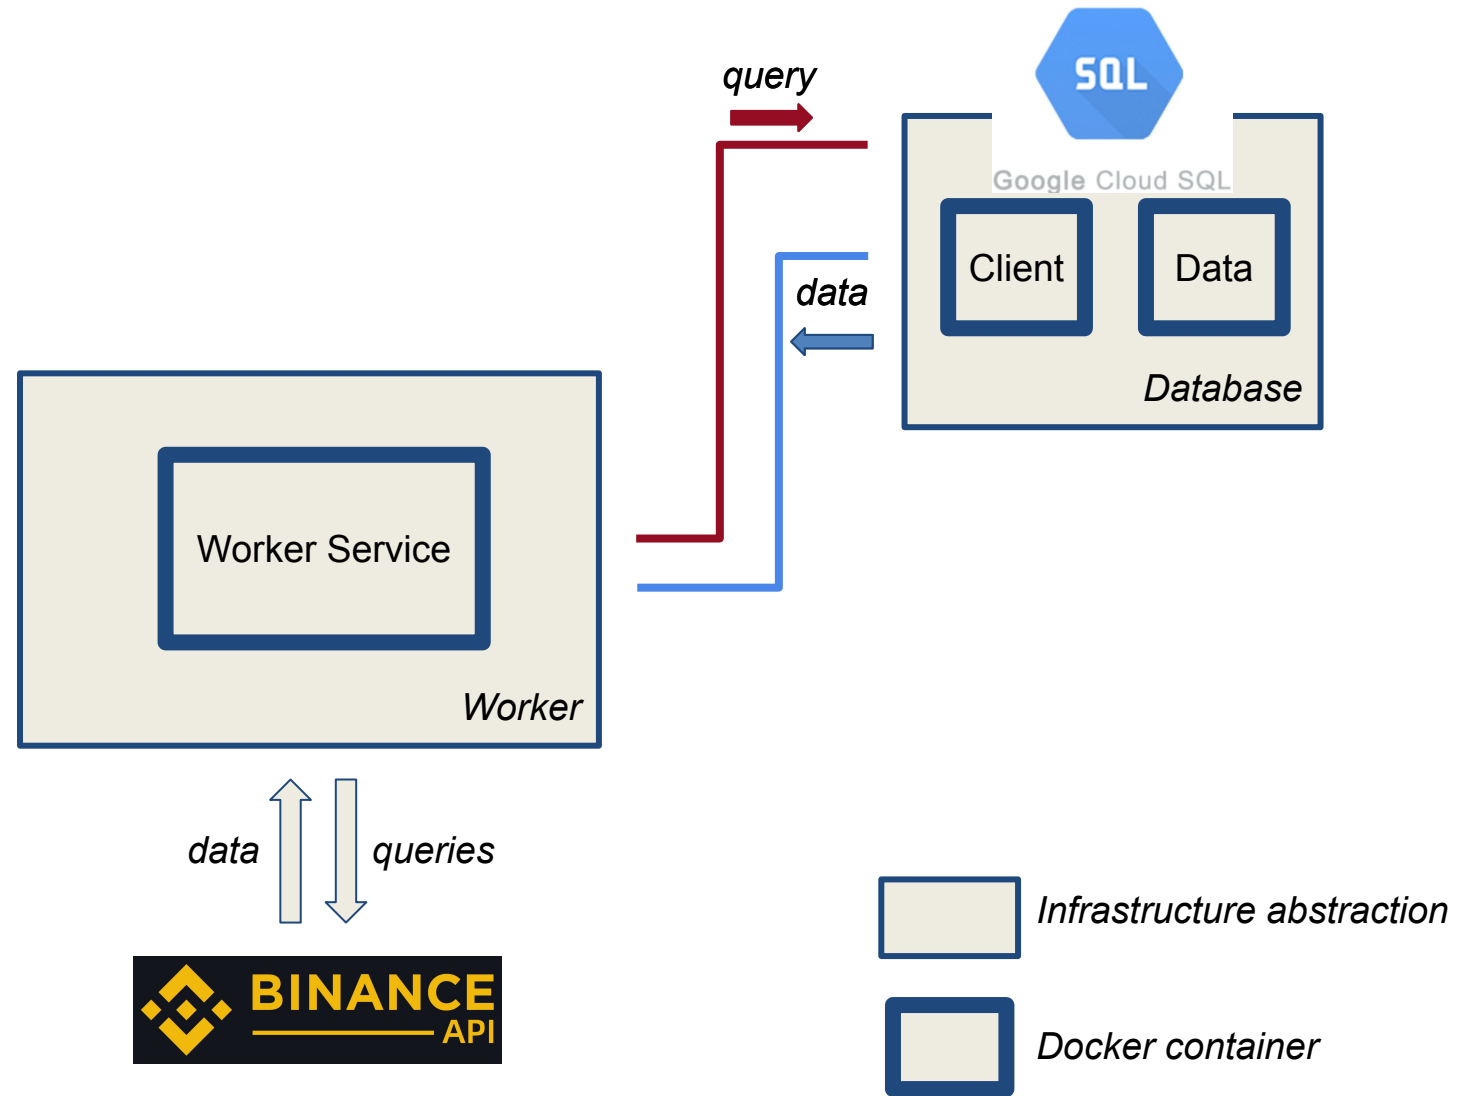 query
SQL
Google Cloud SQL
Client
Data
data
Database
Worker Service
Worker
data
queries
BINANCE
API
Infrastructure abstraction
Docker container